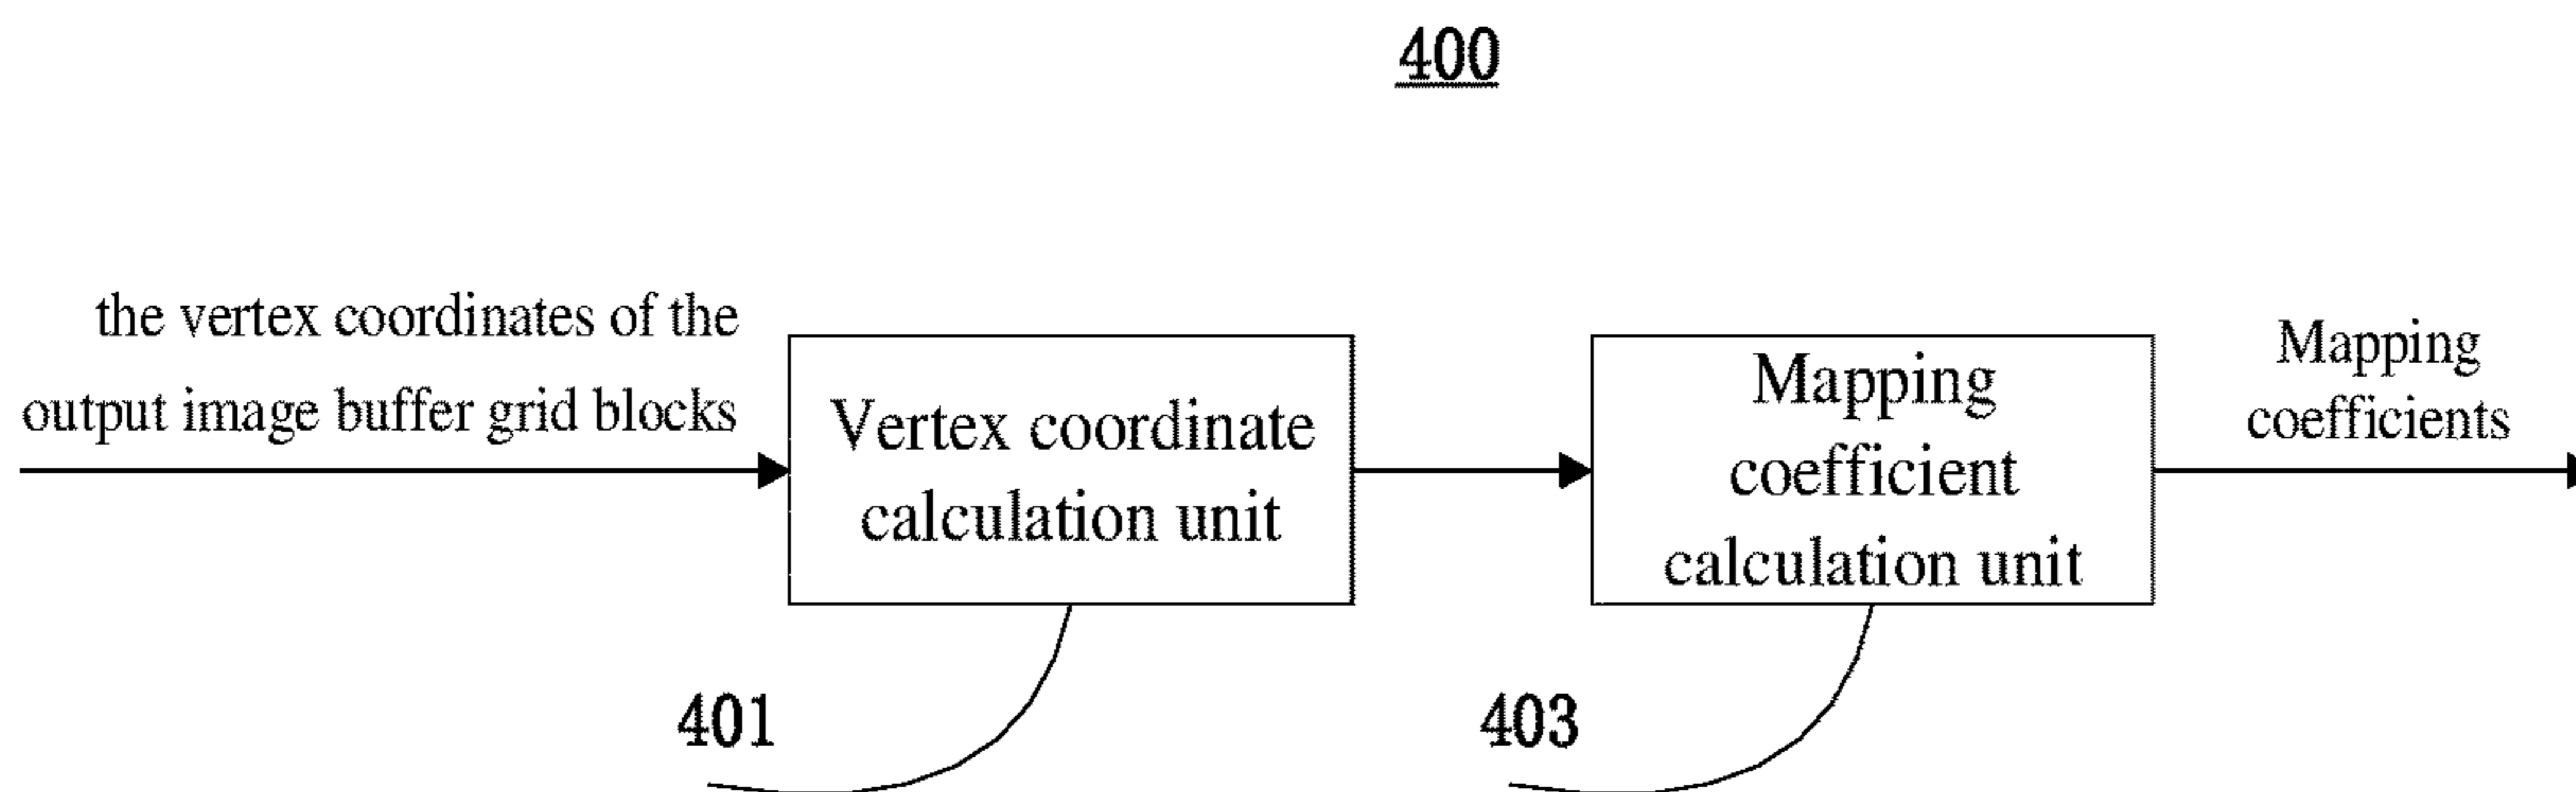 400
the vertex coordinates of the
output image buffer grid blocks
Vertex coordinate
calculation unit
Mapping
coefficient
calculation unit
Mapping
coefficients
401
403